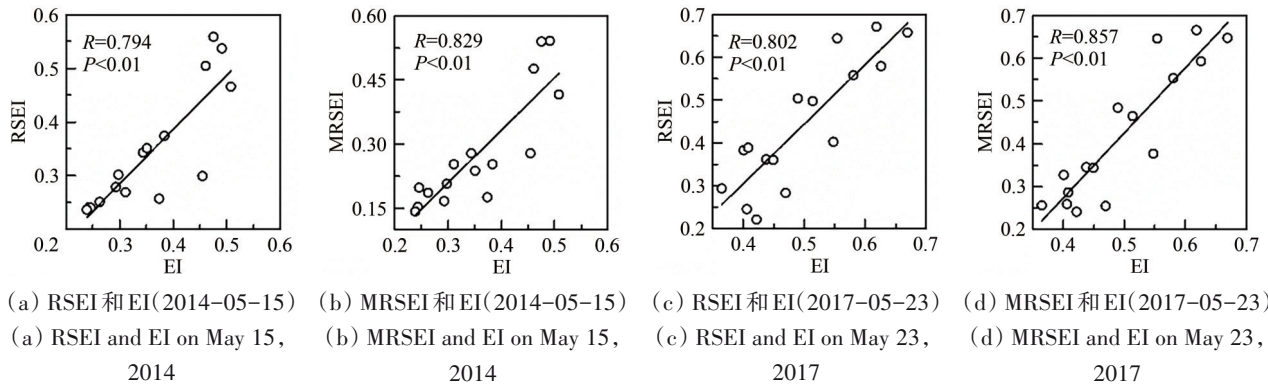 R=0.794
P<0.01
0.6
0.5
0.4
0.3
0.2
0.2 0.3 0.4 0.5 0.6
RSEI
EI
R=0.829
P<0.01
0.60
0.45
0.30
0.15
0.2 0.3 0.4 0.5 0.6
MRSEI
EI
R=0.802
P<0.01
0.7
0.6
0.5
0.4
0.3
0.2
0.4 0.5 0.6 0.7
RSEI
EI
R=0.857
P<0.01
0.7
0.6
0.5
0.4
0.3
0.2
0.4 0.5 0.6 0.7
MRSEI
EI
(a) RSEI和EI(2014-05-15)
(a) RSEI and EI on May 15,
2014
(b) MRSEI和EI(2014-05-15)
(b) MRSEI and EI on May 15,
2014
(c) RSEI和EI(2017-05-23)
(c) RSEI and EI on May 23,
2017
(d) MRSEI和EI(2017-05-23)
(d) MRSEI and EI on May 23,
2017